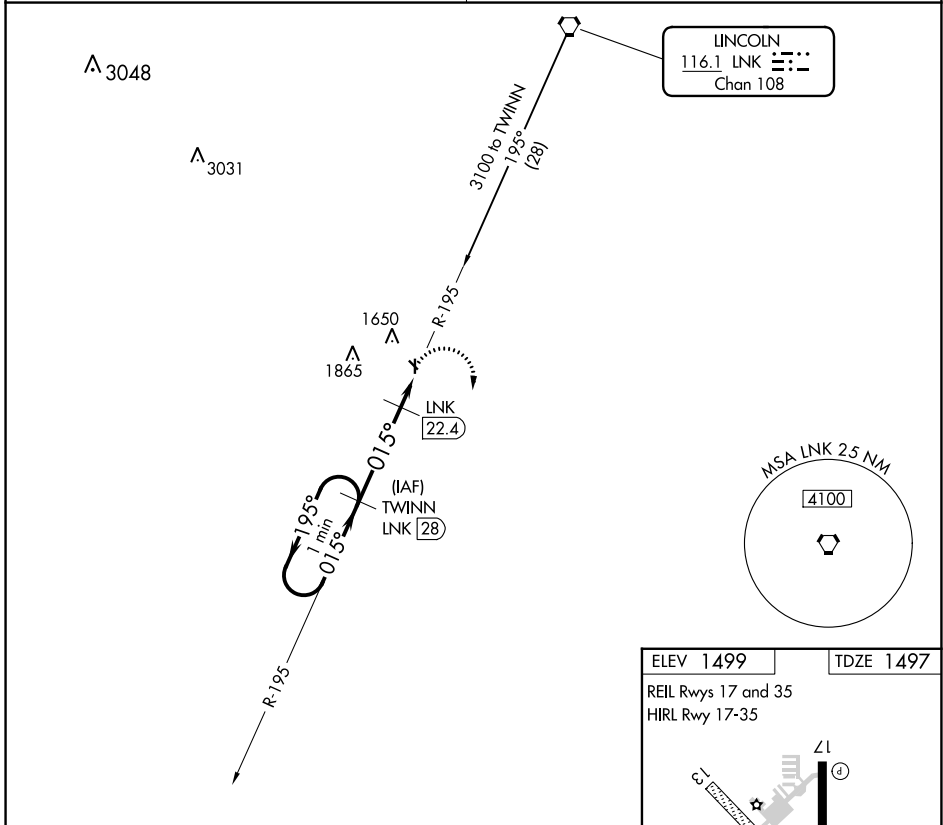 LINCOLN
116.1 LNK
Chan 108
3048
3031
3100 to TWINN
195°
(28)
R-195
1650
1865
LNK
22.4
015°
(IAF)
TWINN
LNK 28
195°
1 min
015°
R-195
MSA LNK 25 NM
4100
ELEV 1499
TDZE 1497
REIL Rwys 17 and 35
HIRL Rwy 17-35
17
P
13